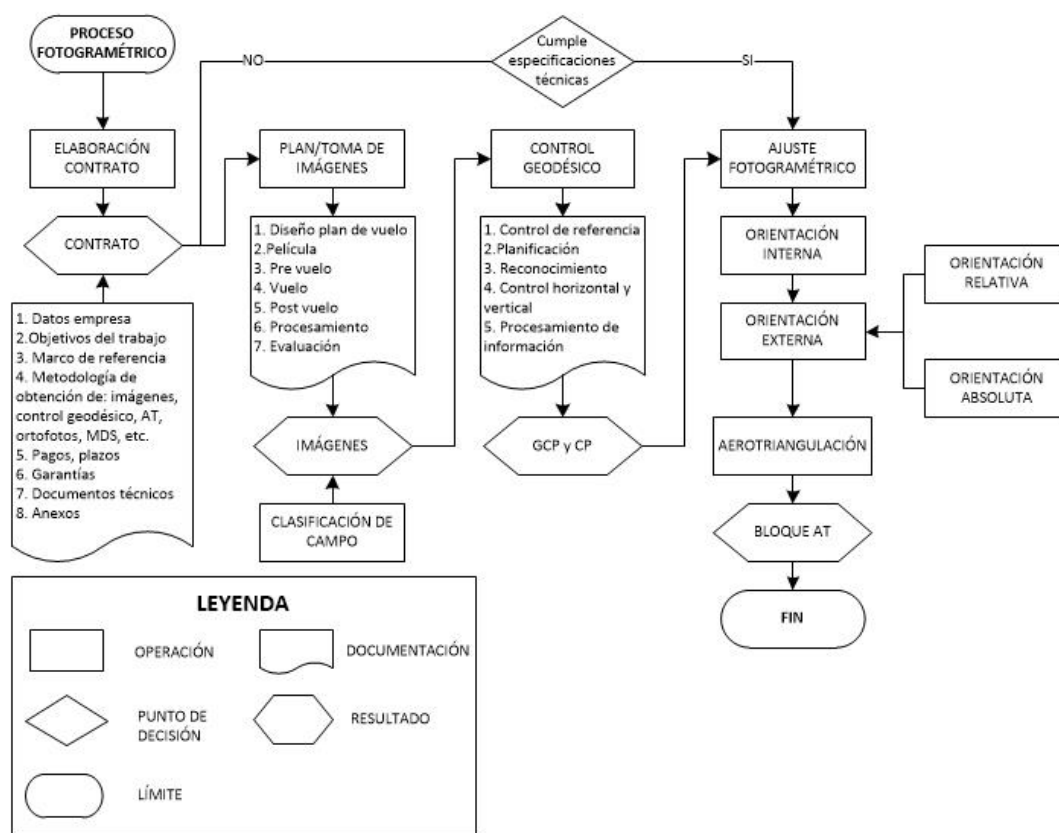 PROCESO
FOTOGRAMÉTRICO
NO
Cumple
especificaciones
técnicas
SI
ELABORACIÓN
CONTRATO
CONTRATO
1. Datos empresa
2.Objetivos del trabajo
3. Marco de referencia
4. Metodología de
obtención de: imágenes,
control geodésico, AT,
ortofotos, MDS, etc.
5. Pagos, plazos
6. Garantías
7. Documentos técnicos
8. Anexos
PLAN/TOMA DE
IMÁGENES
1. Diseño plan de vuelo
2.Película
3. Pre vuelo
4. Vuelo
5. Post vuelo
6. Procesamiento
7. Evaluación
IMÁGENES
CLASIFICACIÓN DE
CAMPO
CONTROL
GEODÉSICO
1. Control de referencia
2.Planificación
3. Reconocimiento
4. Control horizontal y
vertical
5. Procesamiento de
información
GCP y CP
AJUSTE
FOTOGRAMÉTRICO
ORIENTACIÓN
INTERNA
ORIENTACIÓN
EXTERNA
ORIENTACIÓN
RELATIVA
ORIENTACIÓN
ABSOLUTA
AEROTRIANGULACIÓN
BLOQUE AT
FIN
LEYENDA
OPERACIÓN
DOCUMENTACIÓN
PUNTO DE
DECISIÓN
RESULTADO
LÍMITE